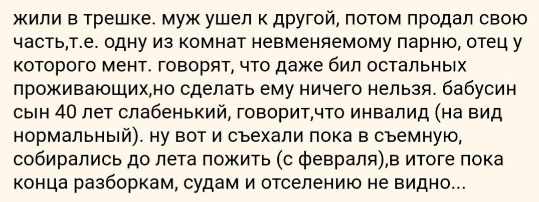 жили в трешке. муж ушел к другой, потом продал свою
часть,т.е. одну из комнат невменяемому парню, отец у
которого мент. говорят, что даже бил остальных
проживающих,но сделать ему ничего нельзя. бабусин
сын 40 лет слабенький, говорит,что инвалид (на вид
нормальный). ну вот и съехали пока в съемную,
собирались до лета пожить (с февраля),в итоге пока
конца разборкам, судам и отселению не видно...